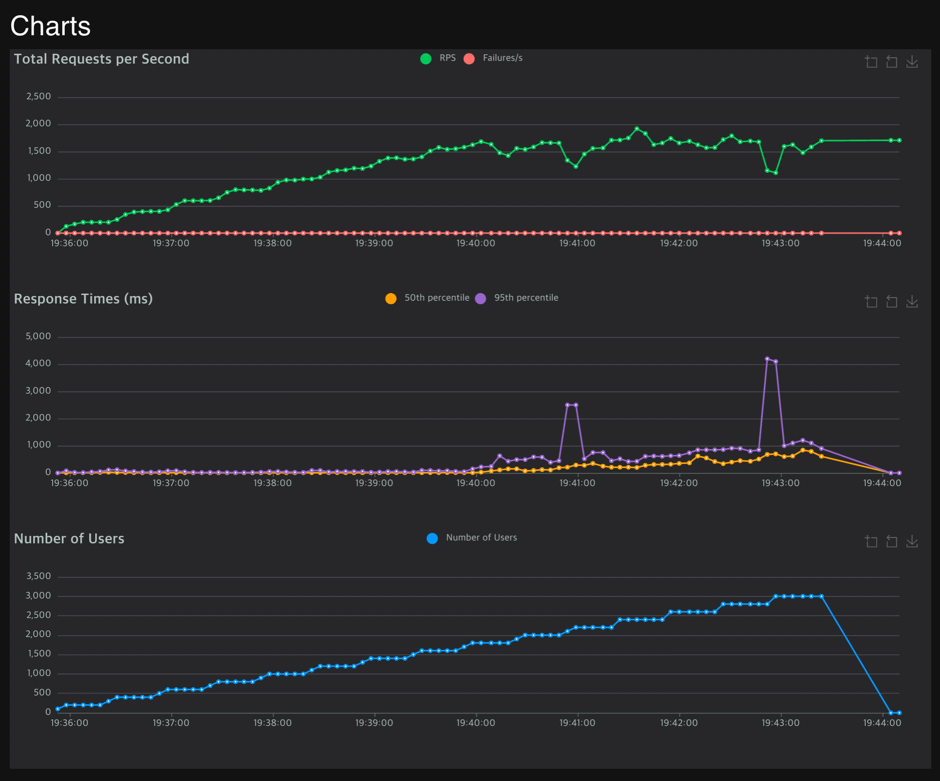 Charts
Total Requests per Second
RPS Failures/s
2,500
2,000
1,500
1,000
500
0
19:36:00 19:37:00 19:38:00 19:39:00 19:40:00 19:41:00 19:42:00 19:43:00 19:44:00
Response Times (ms)
50th percentile 95th percentile
5,000
4,000
3,000
2,000
1,000
0
19:36:00 19:37:00 19:38:00 19:39:00 19:40:00 19:41:00 19:42:00 19:43:00 19:44:00
Number of Users
Number of Users
3,500
3,000
2,500
2,000
1,500
1,000
500
0
19:36:00 19:37:00 19:38:00 19:39:00 19:40:00 19:41:00 19:42:00 19:43:00 19:44:00